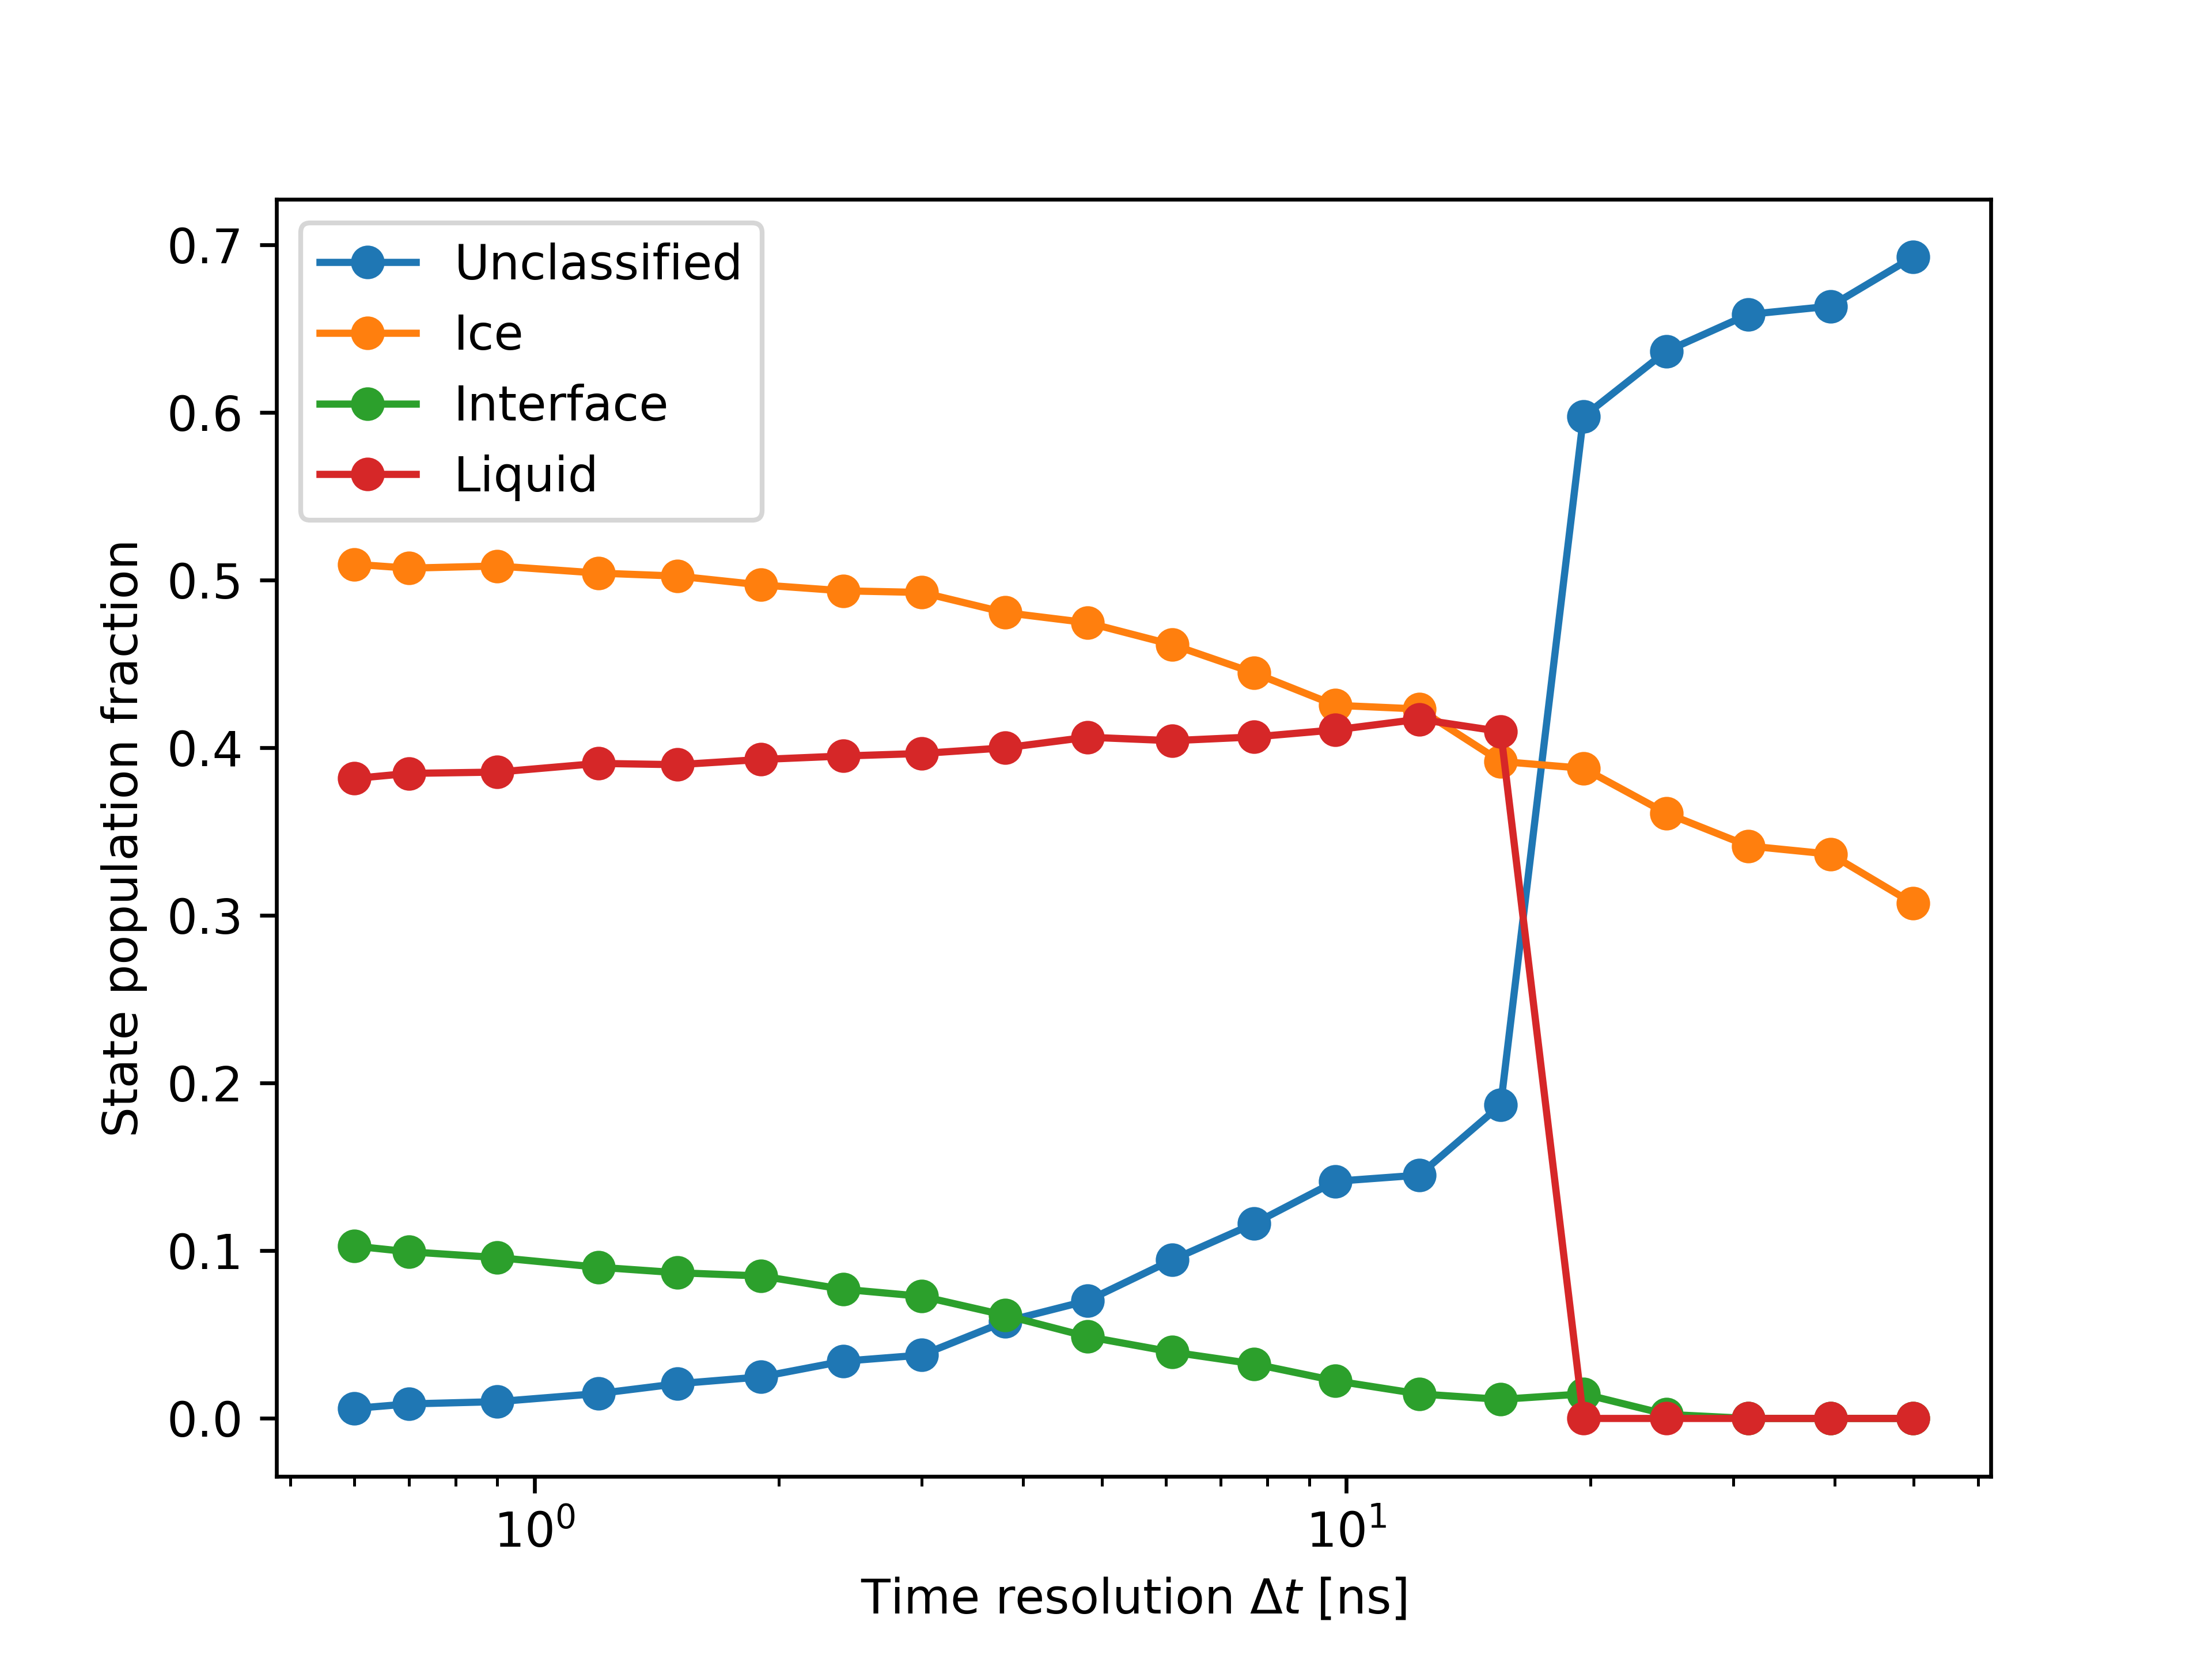 Unclassified
Ice
Interface
Liquid
0.7
0.6
0.5
0.4
0.3
0.2
0.1
0.0
State population fraction
10⁰
10¹
Time resolution Δt [ns]